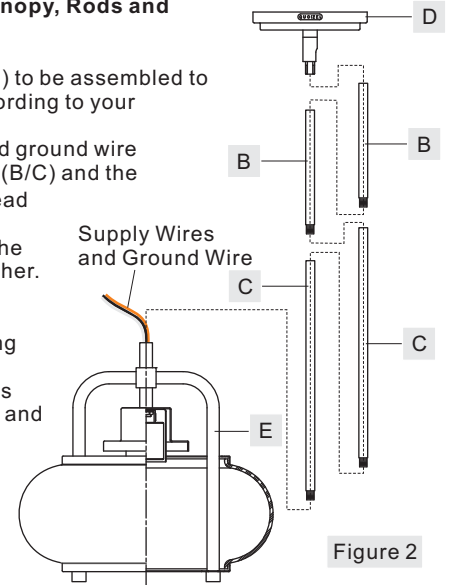 nopy, Rods and
) to be assembled to
ording to your
d ground wire
(B/C) and the
ead
he
her.
ng
s
and
Supply Wires
and Ground Wire
D
B
B
C
C
E
Figure 2